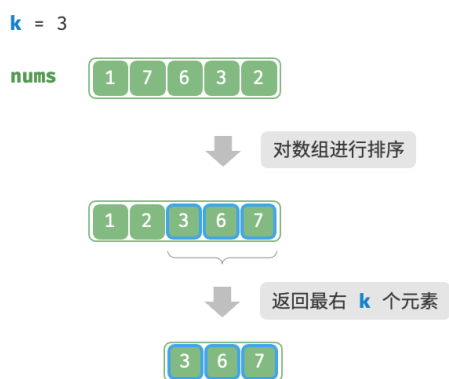 k = 3
nums 1 7 6 3 2
对数组进行排序
1 2 3 6 7
返回最右 k 个元素
3 6 7